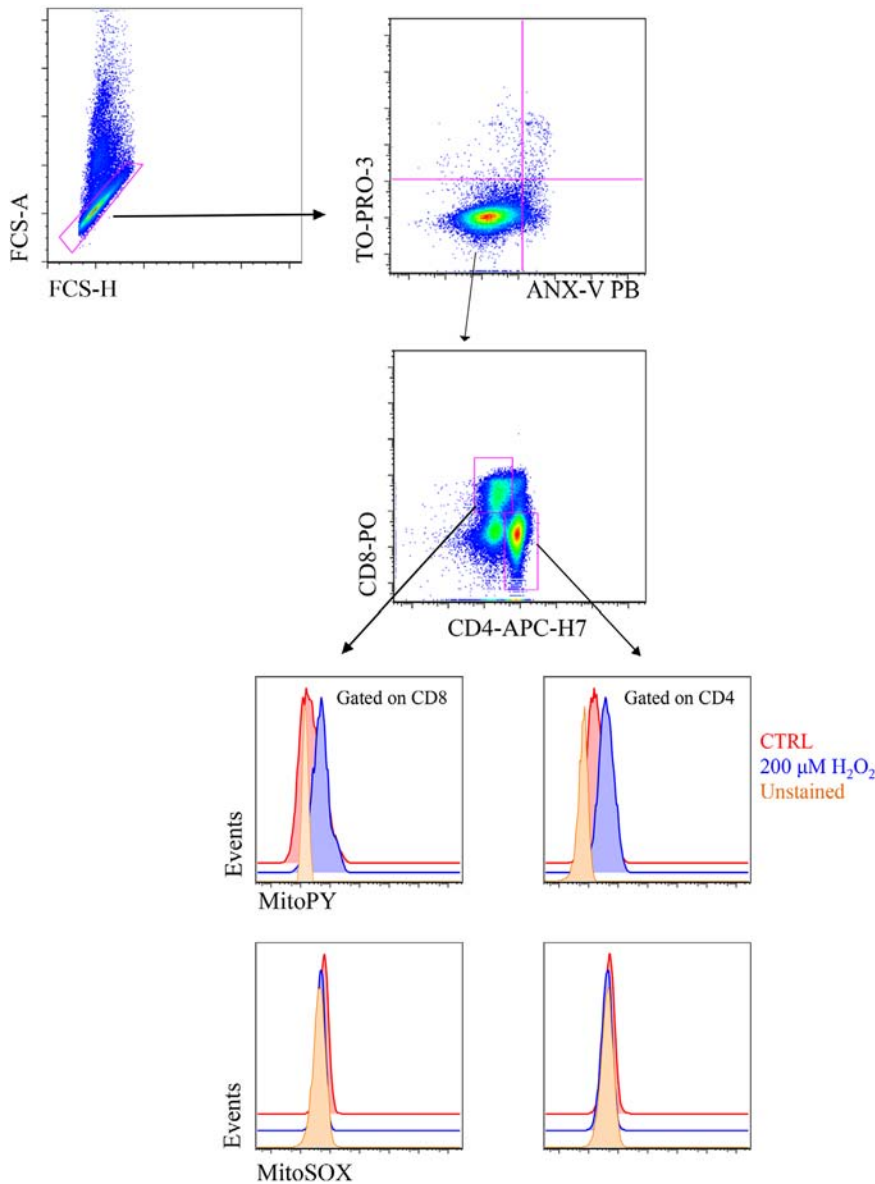 FCS-A
FCS-H
TO-PRO-3
ANX-V PB
CD8-PO
CD4-APC-H7
Gated on CD8
Gated on CD4
CTRL
200 μM H₂O₂
Unstained
Events
MitoPY
Events
MitoSOX